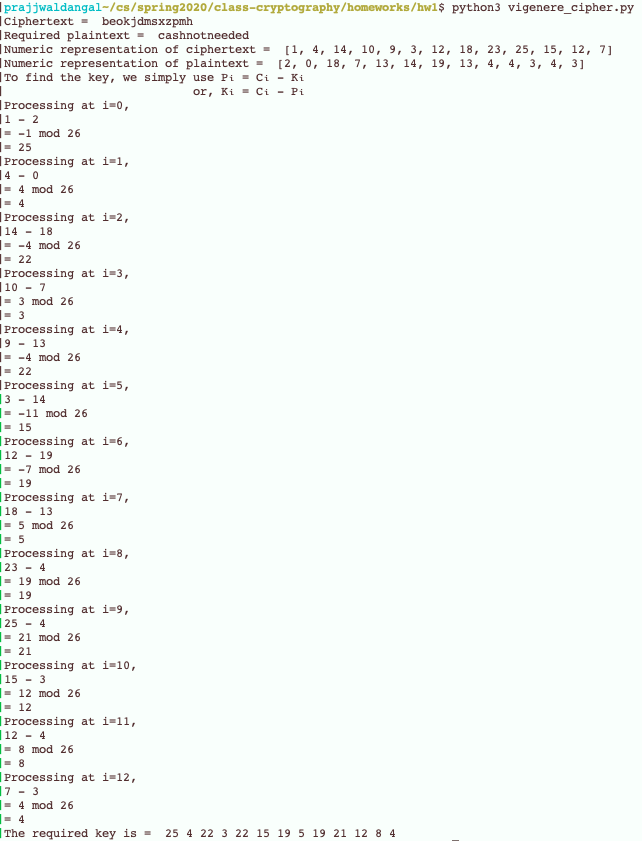 prajjwaldangal~/cs/spring2020/class-cryptography/homeworks/hw1$ python3 vigenere_cipher.py
Ciphertext =  beokjdmsxzpmh
Required plaintext =  cashnotneeded
Numeric representation of ciphertext =  [1, 4, 14, 10, 9, 3, 12, 18, 23, 25, 15, 12, 7]
Numeric representation of plaintext =  [2, 0, 18, 7, 13, 14, 19, 13, 4, 4, 3, 4, 3]
To find the key, we simply use Pi = Ci - Ki
or, Ki = Ci - Pi
Processing at i=0,
1 - 2
= -1 mod 26
= 25
Processing at i=1,
4 - 0
= 4 mod 26
= 4
Processing at i=2,
14 - 18
= -4 mod 26
= 22
Processing at i=3,
10 - 7
= 3 mod 26
= 3
Processing at i=4,
9 - 13
= -4 mod 26
= 22
Processing at i=5,
3 - 14
= -11 mod 26
= 15
Processing at i=6,
12 - 19
= -7 mod 26
= 19
Processing at i=7,
18 - 13
= 5 mod 26
= 5
Processing at i=8,
23 - 4
= 19 mod 26
= 19
Processing at i=9,
25 - 4
= 21 mod 26
= 21
Processing at i=10,
15 - 3
= 12 mod 26
= 12
Processing at i=11,
12 - 4
= 8 mod 26
= 8
Processing at i=12,
7 - 3
= 4 mod 26
= 4
The required key is =  25 4 22 3 22 15 19 5 19 21 12 8 4